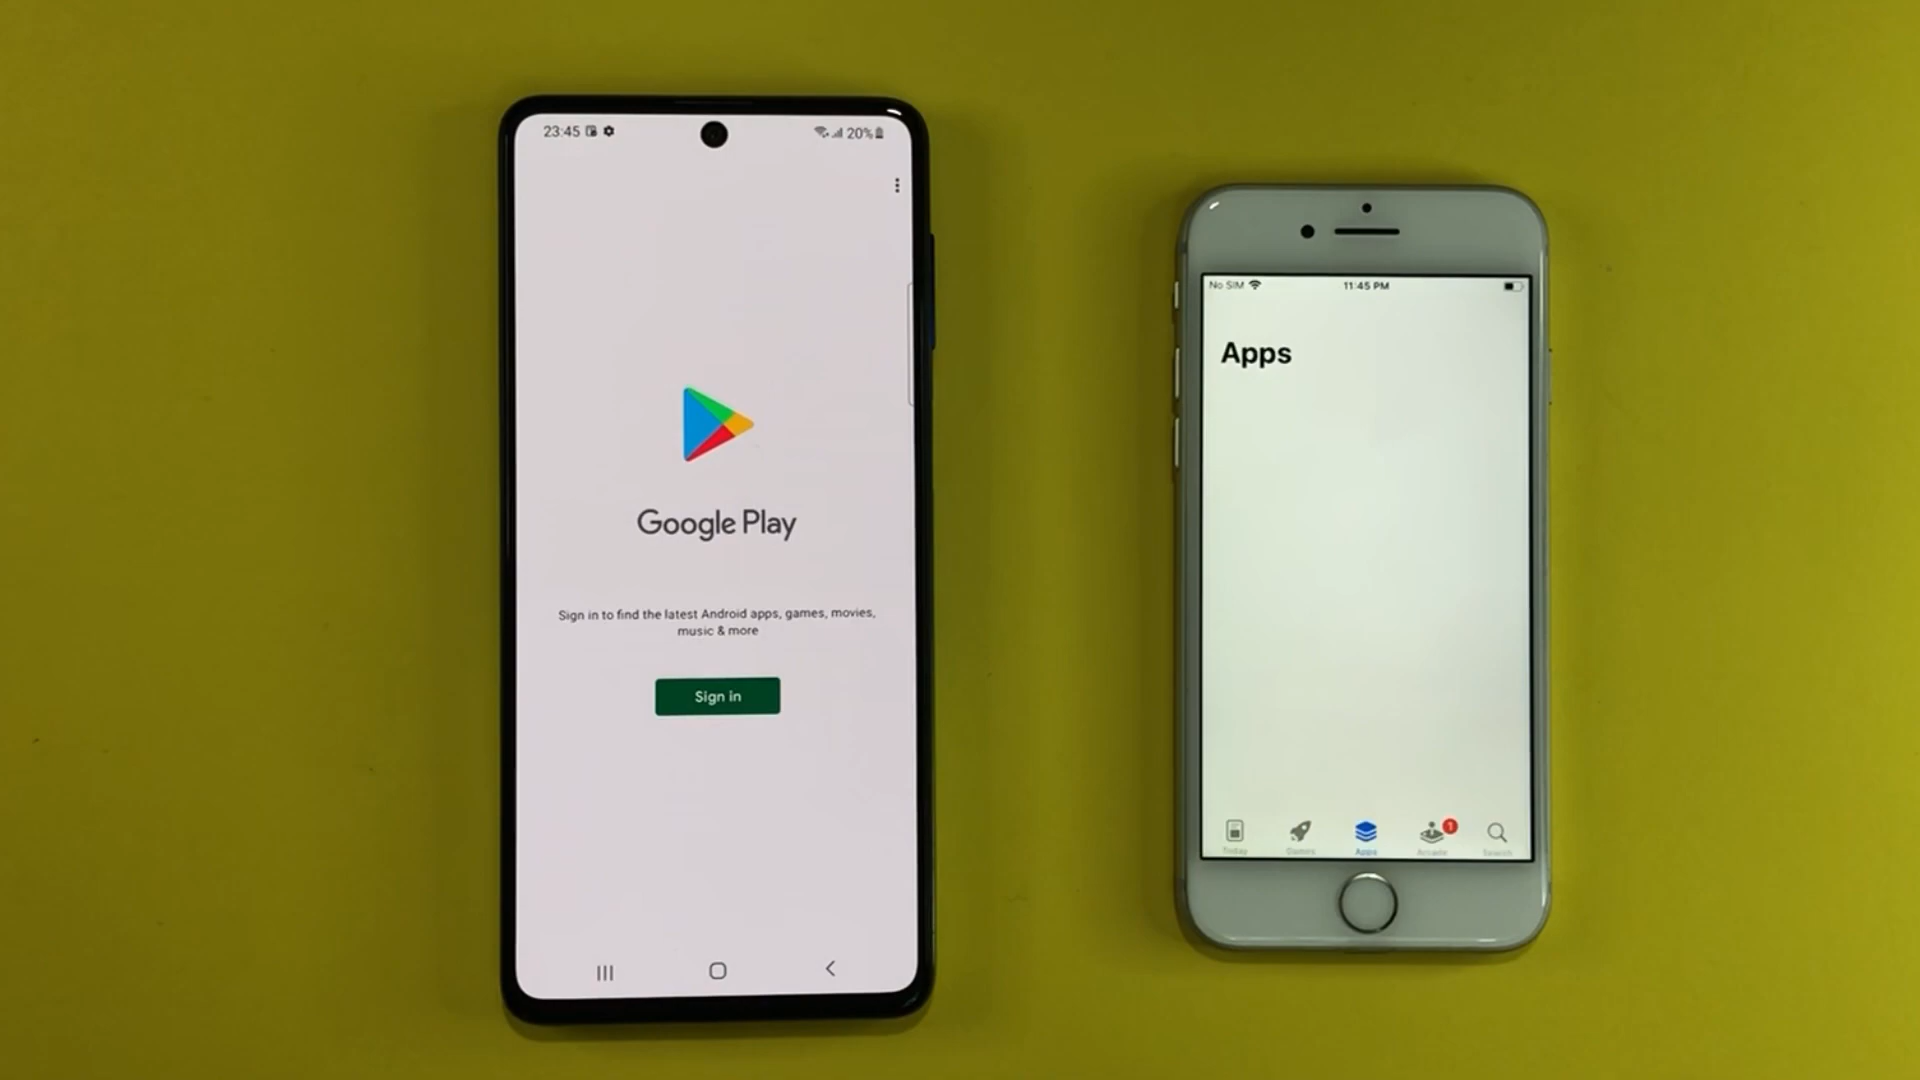 23:45
20%
Google Play
Sign in to find the latest Android apps, games, movies,
music & more
Sign in
No SIM
11:45 PM
Apps
1
Today
Games
Apps
Arcade
Search